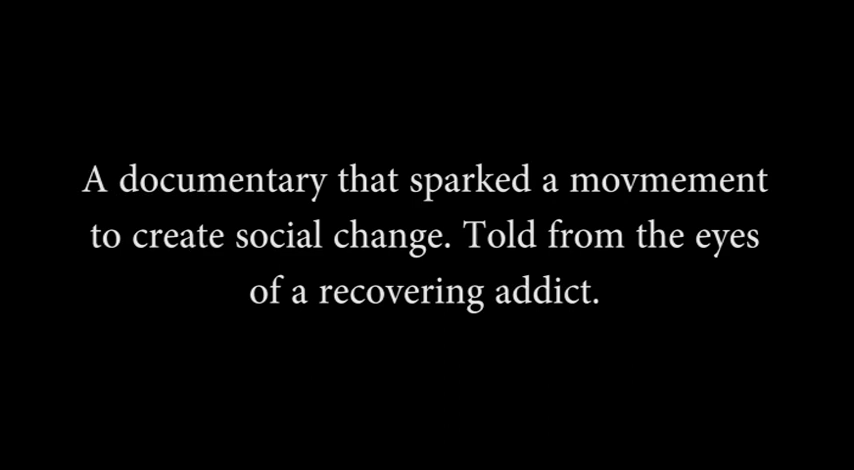 A documentary that sparked a movmement
to create social change. Told from the eyes
of a recovering addict.